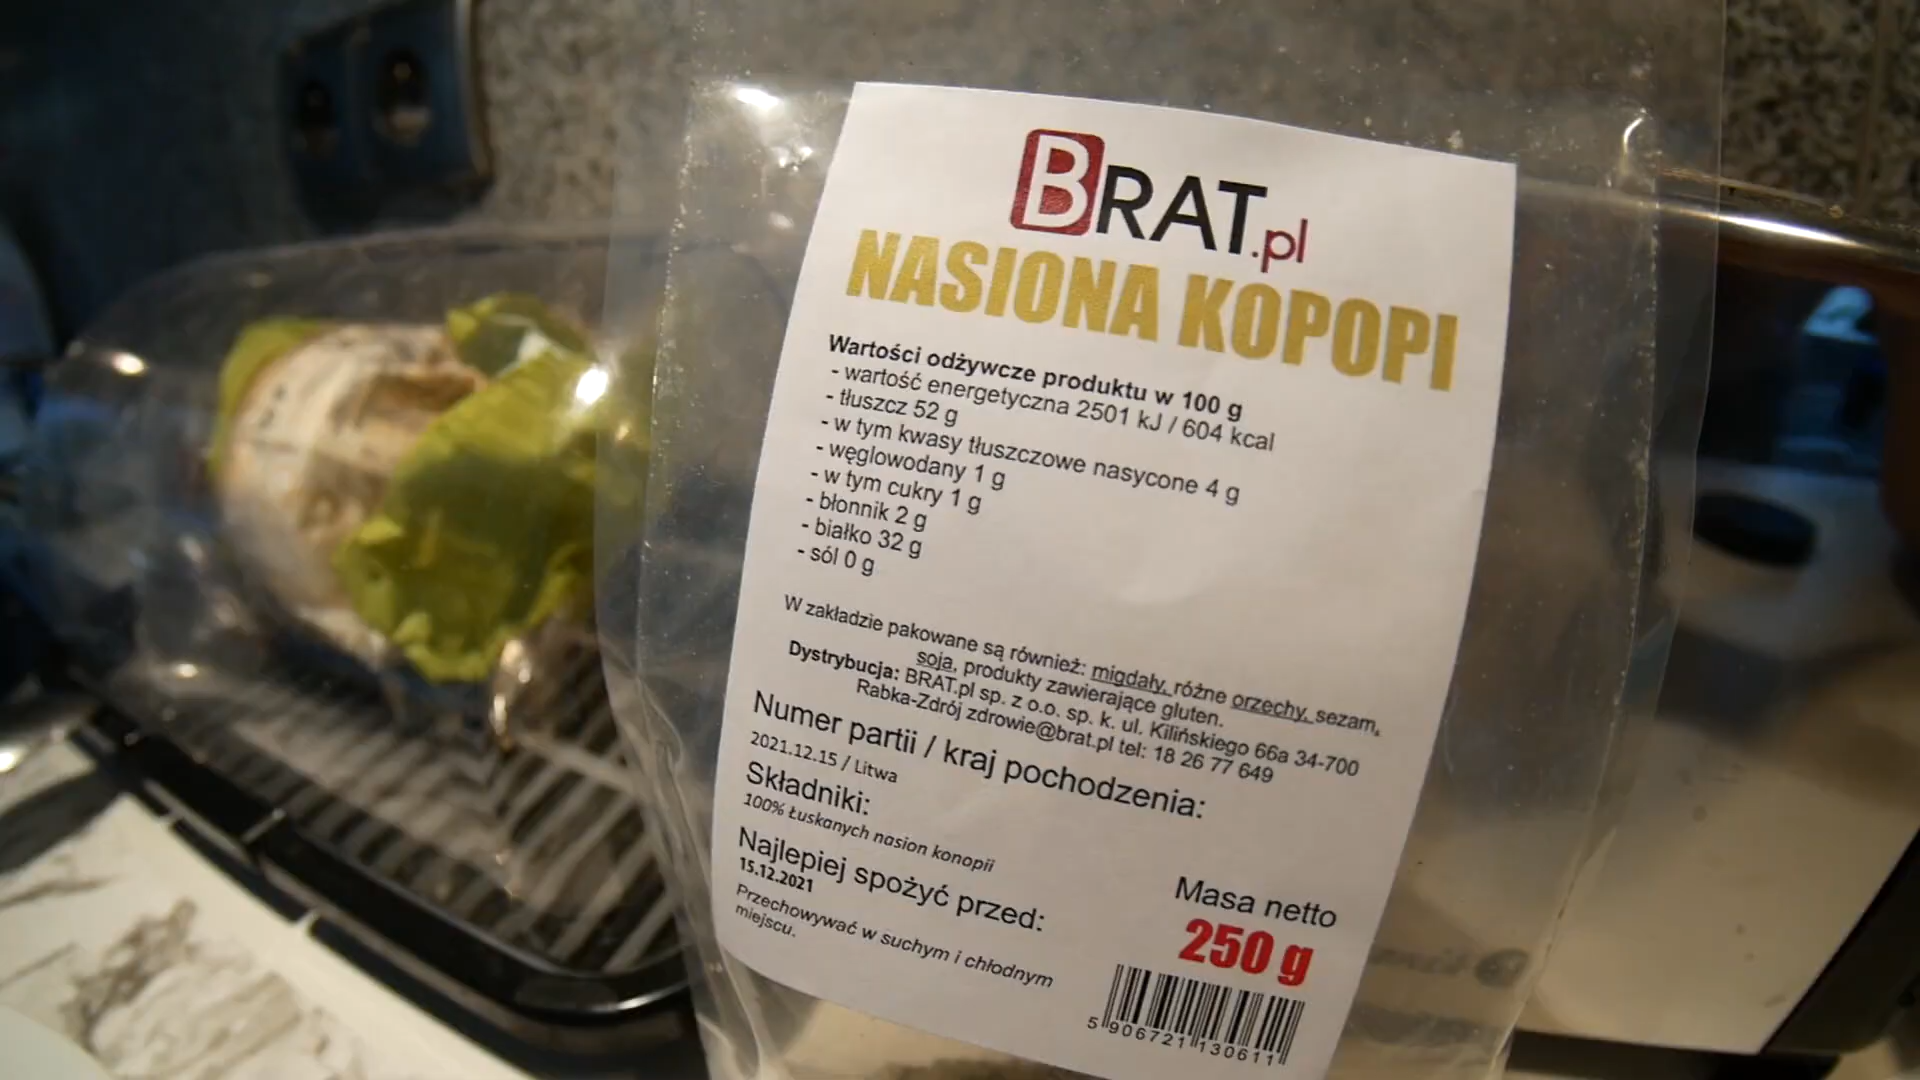 BRAT.pl
NASIONA KOPOPI
Wartości odżywcze produktu w 100 g
- wartość energetyczna 2501 kJ / 604 kcal
- tłuszcz 52 g
- w tym kwasy tłuszczowe nasycone 4 g
- węglowodany 1 g
- w tym cukry 1 g
- błonnik 2 g
- białko 32 g
- sól 0 g
W zakładzie pakowane są również: migdały, różne orzechy, sezam,
soja, produkty zawierające gluten.
Dystrybucja: BRAT.pl sp. z o.o. sp. k. ul. Kilińskiego 66a 34-700
Rabka-Zdrój zdrowie@brat.pl tel: 18 26 77 649
Numer partii / kraj pochodzenia:
2021.12.15 / Litwa
Składniki:
100% Łuskanych nasion konopii
Najlepiej spożyć przed:
15.12.2021
Przechowywać w suchym i chłodnym
miejscu.
Masa netto
250 g
5 906721 130611